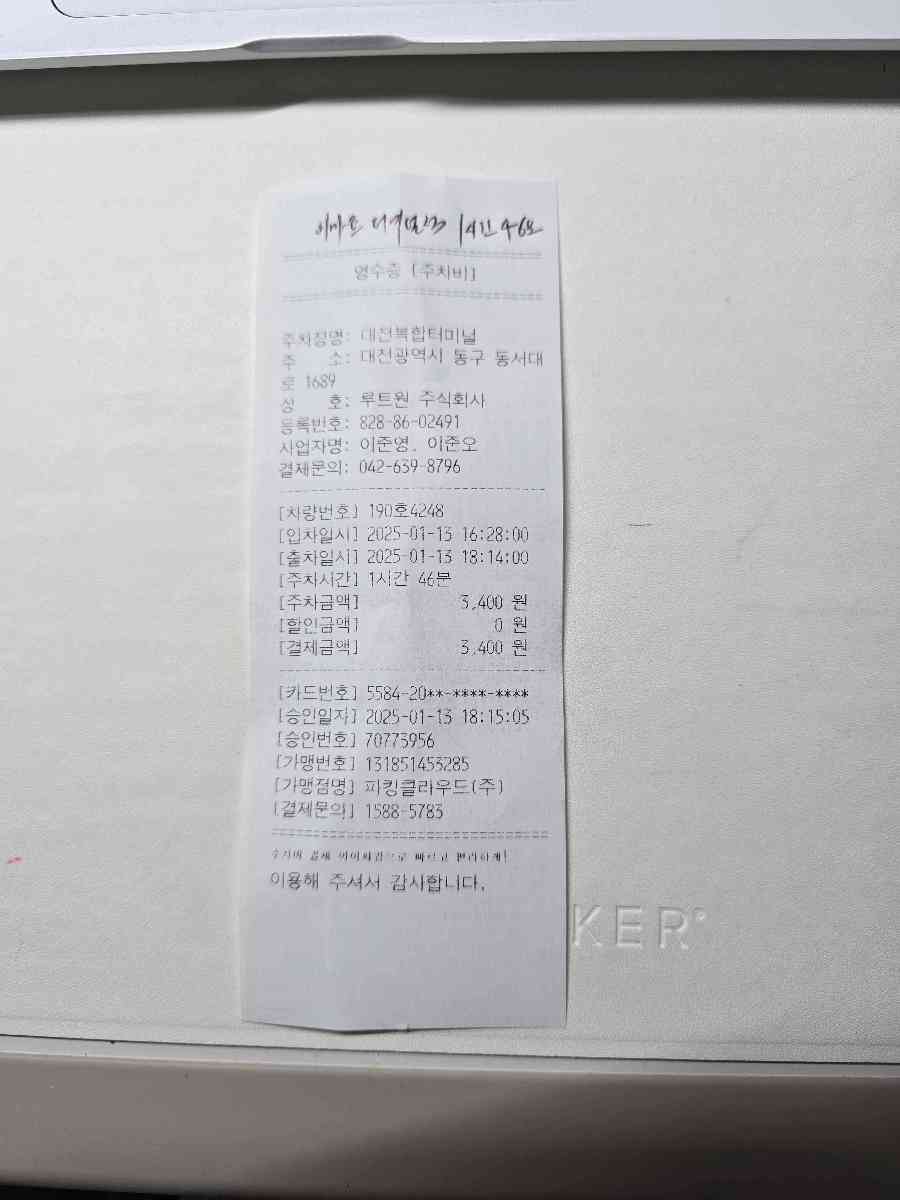 이마트 터미널 1시간 46분
영수증 [주차비]
주차장명: 대전복합터미널
주 소: 대전광역시 동구 동서대
로 1689
상 호: 루트원 주식회사
등록번호: 828-86-02491
사업자명: 이준영, 이준오
결제문의: 042-639-8796
[차량번호] 190호4248
[입차일시] 2025-01-13 16:28:00
[출차일시] 2025-01-13 18:14:00
[주차시간] 1시간 46분
[주차금액] 3,400 원
[할인금액] 0 원
[결제금액] 3,400 원
[카드번호] 5584-20**-****-****
[승인일자] 2025-01-13 18:15:05
[승인번호] 70773956
[가맹번호] 131851453285
[가맹점명] 파킹클라우드(주)
[결제문의] 1588-5783
결제 빠르고 편리하게!
이용해 주셔서 감사합니다.
KER